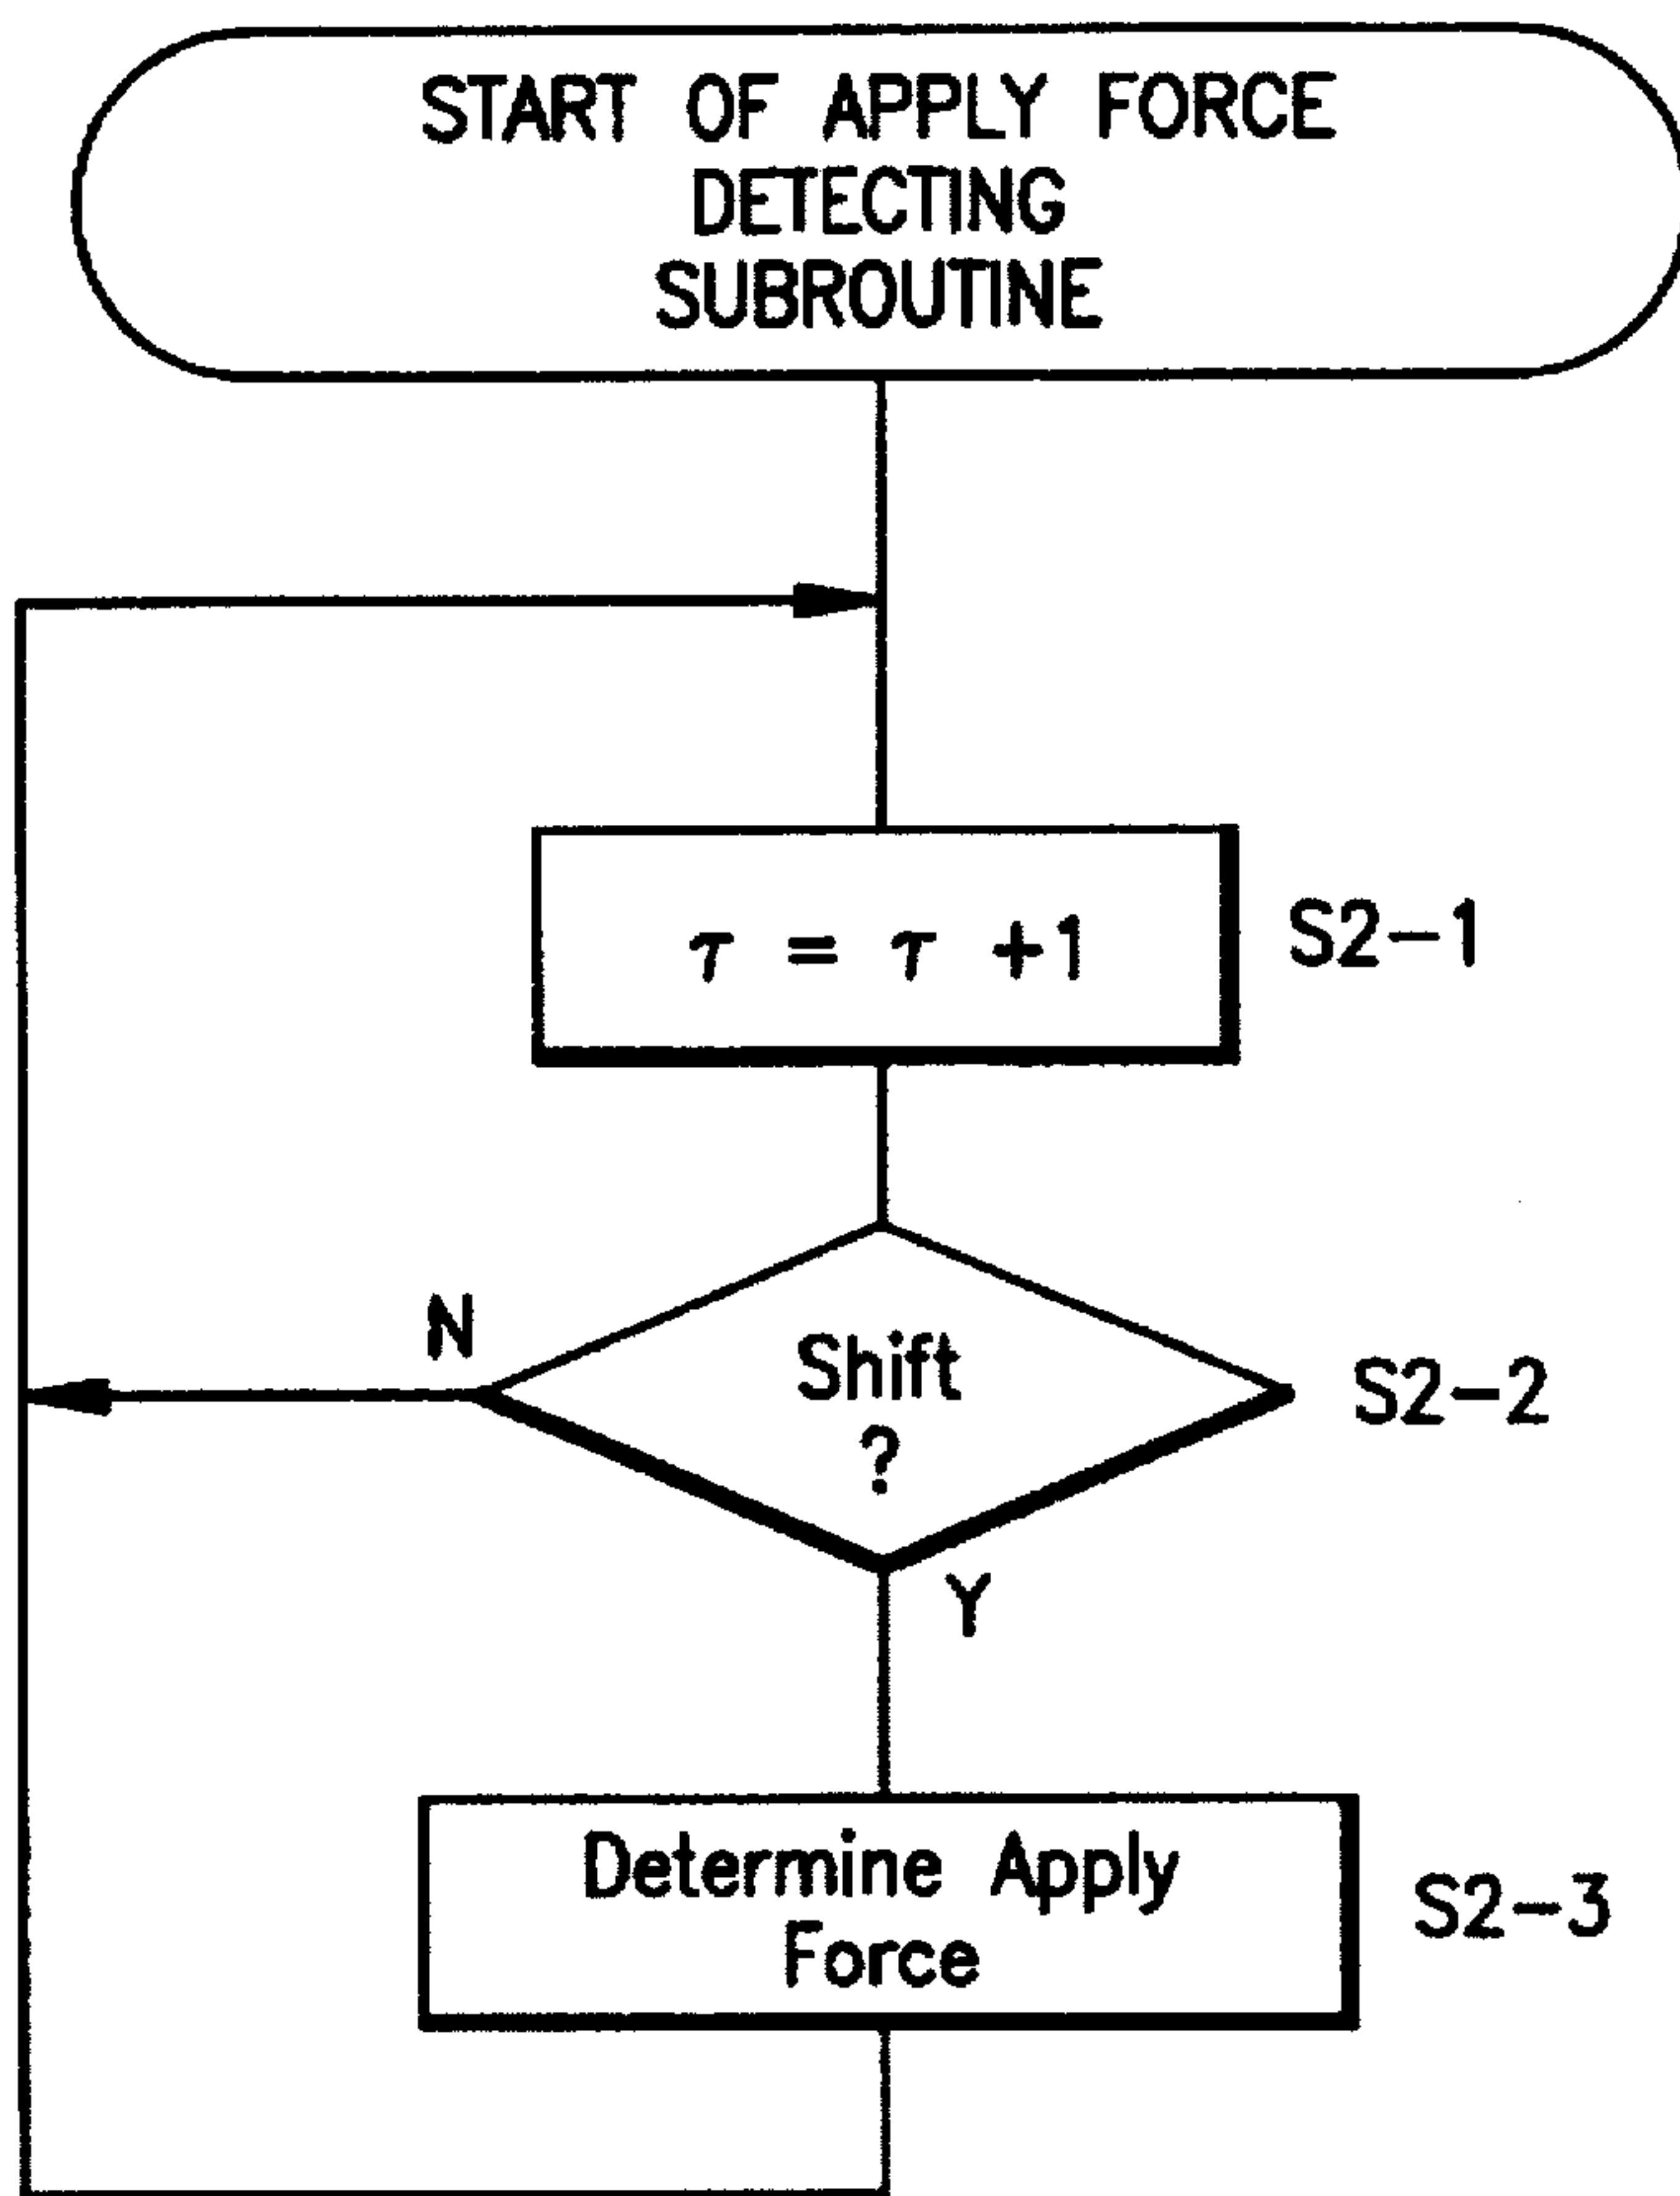 START OF APPLY FORCE
DETECTING
SUBROUTINE
τ = τ +1
S2-1
N
Shift
?
S2-2
Y
Determine Apply
Force
S2-3